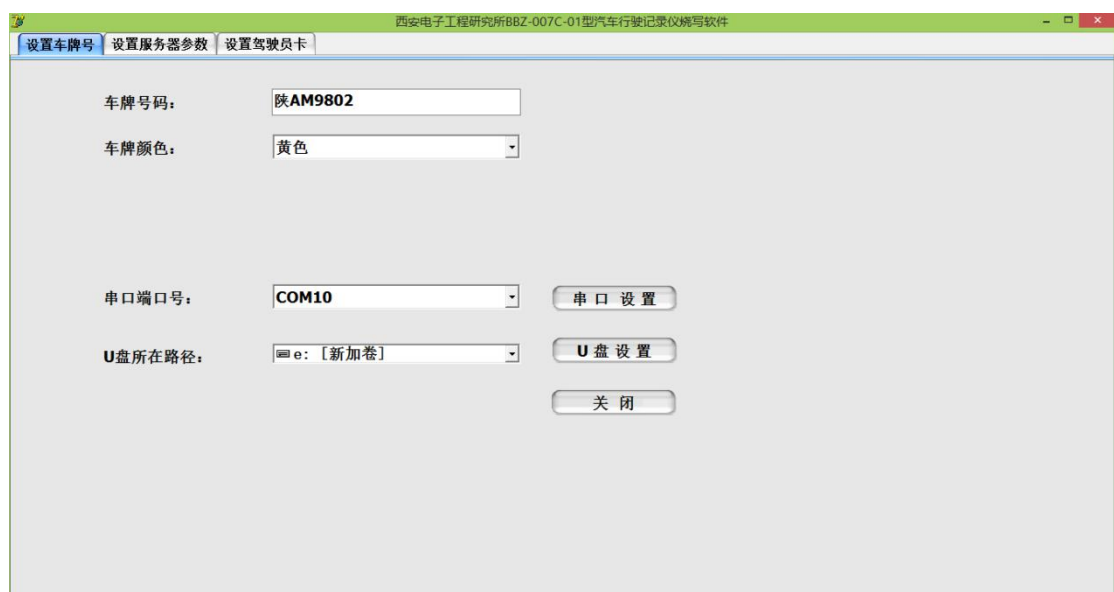 西安电子工程研究所BBZ-007C-01型汽车行驶记录仪烧写软件
设置车牌号 设置服务器参数 设置驾驶员卡
车牌号码： 陕AM9802
车牌颜色： 黄色
串口端口号： COM10 串口 设置
U盘所在路径： e: [新加卷] U盘设置
关 闭